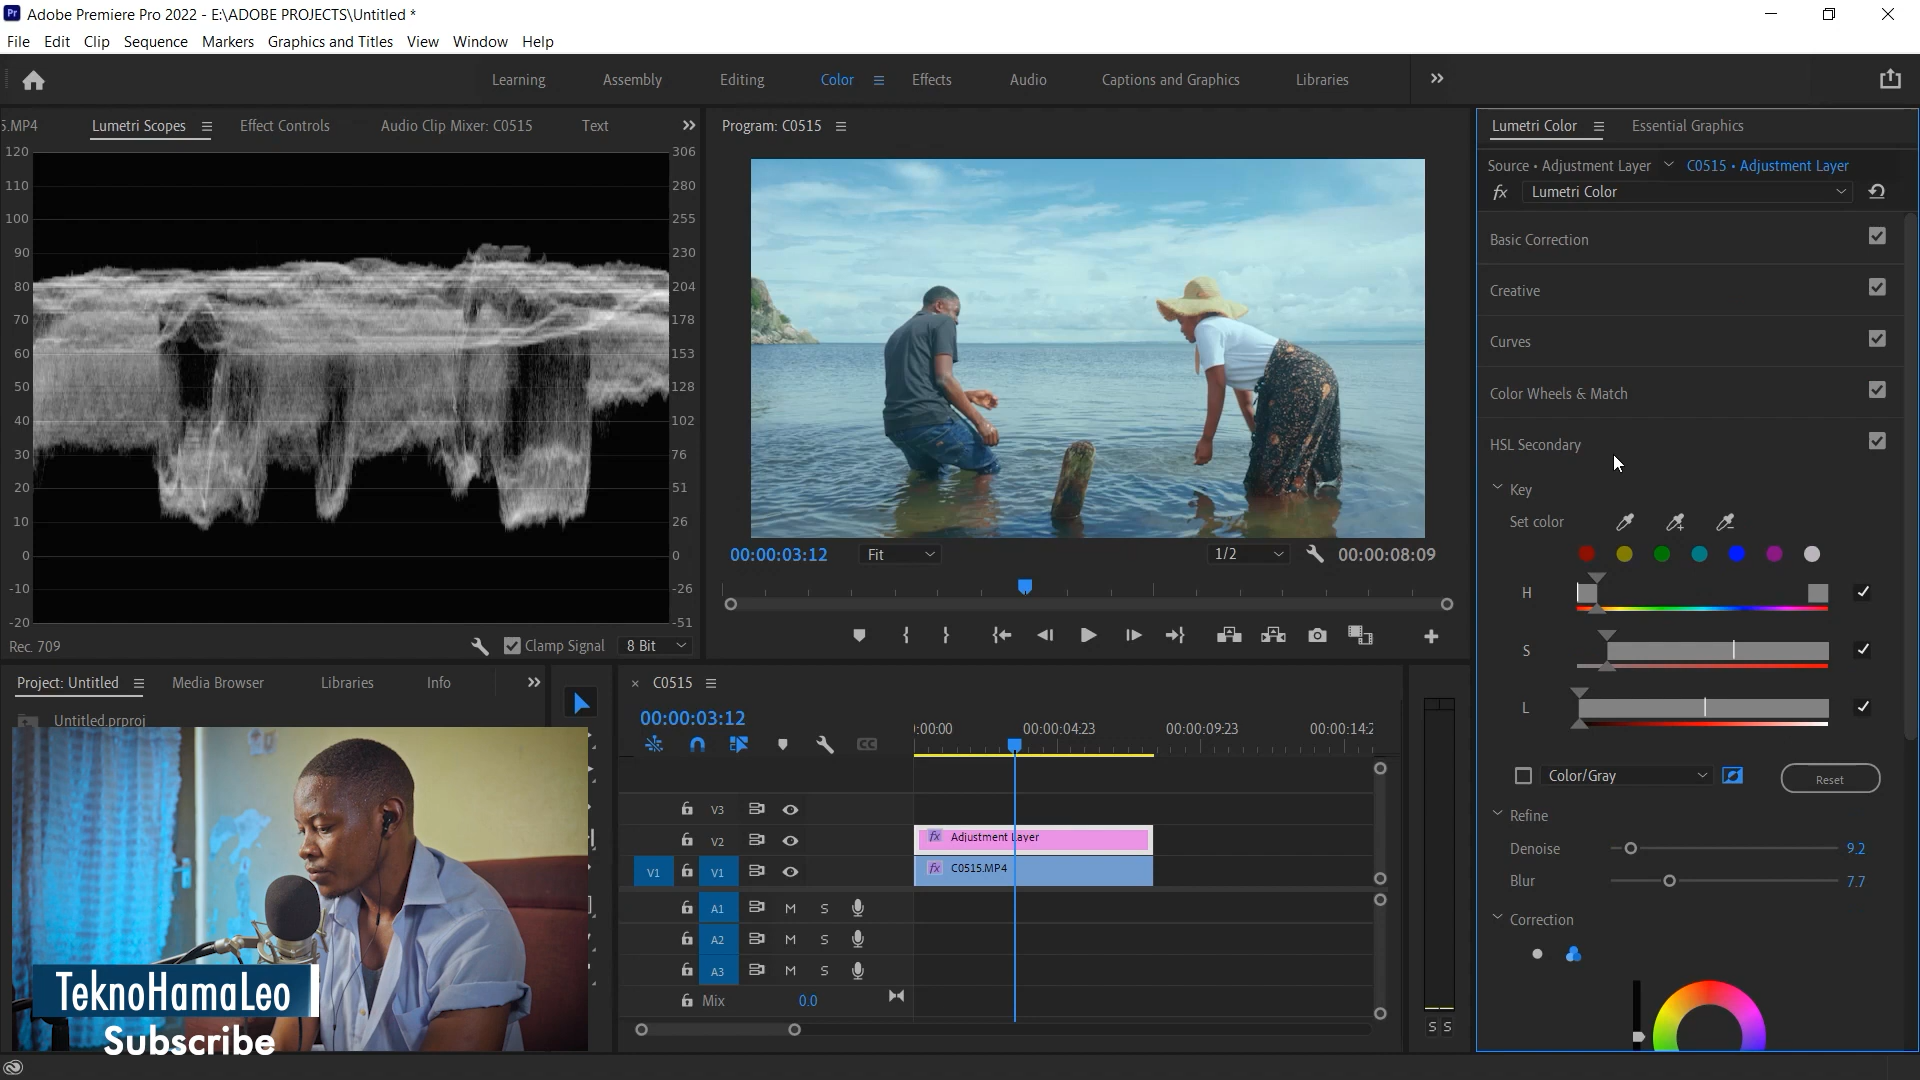 Adobe Premiere Pro 2022 - E:\ADOBE PROJECTS\Untitled *
File Edit Clip Sequence Markers Graphics and Titles View Window Help
Learning Assembly Editing Color Effects Audio Captions and Graphics Libraries
5.MP4 Lumetri Scopes Effect Controls Audio Clip Mixer: C0515 Text
120 306
110 280
100 255
90 230
80 204
70 178
60 153
50 128
40 102
30 76
20 51
10 26
0 0
-10 -26
-20 -51
Rec. 709 Clamp Signal 8 Bit
Program: C0515
00:00:03:12 Fit 1/2 00:00:08:09
Lumetri Color Essential Graphics
Source • Adjustment Layer C0515 • Adjustment Layer
fx Lumetri Color
Basic Correction
Creative
Curves
Color Wheels & Match
HSL Secondary
Key
Set color
H
S
L
Color/Gray Reset
Refine
Denoise 9.2
Blur 7.7
Correction
Project: Untitled Media Browser Libraries Info
Untitled.prproj
TeknoHamaLeo
Subscribe
C0515
00:00:03:12
:00:00 00:00:04:23 00:00:09:23 00:00:14:2
V3
V2 fx Adjustment Layer
V1 V1 fx C0515.MP4
A1 M S
A2 M S
A3 M S
Mix 0.0
S S